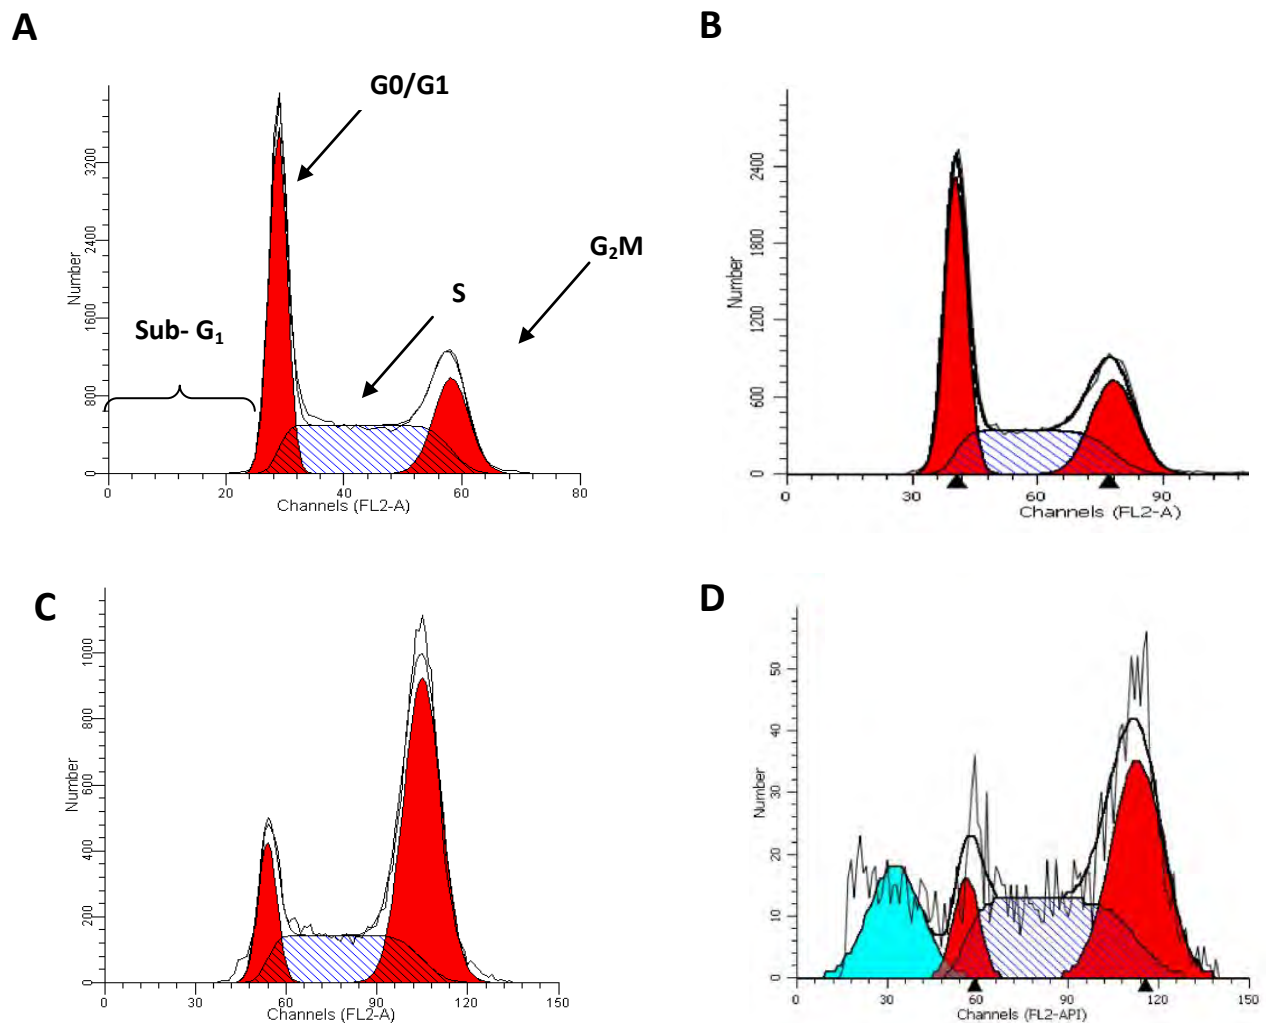 A
G0/G1
G₂M
S
Sub- G₁
Number
3200
2400
1600
800
0
0 20 40 60 80
Channels (FL2-A)
B
Number
2400
1800
1200
600
0
0 30 60 90
Channels (FL2-A)
C
Number
1000
800
600
400
200
0
0 30 60 90 120 150
Channels (FL2-A)
D
Number
50
40
30
20
10
0
0 30 60 90 120 150
Channels (FL2-API)